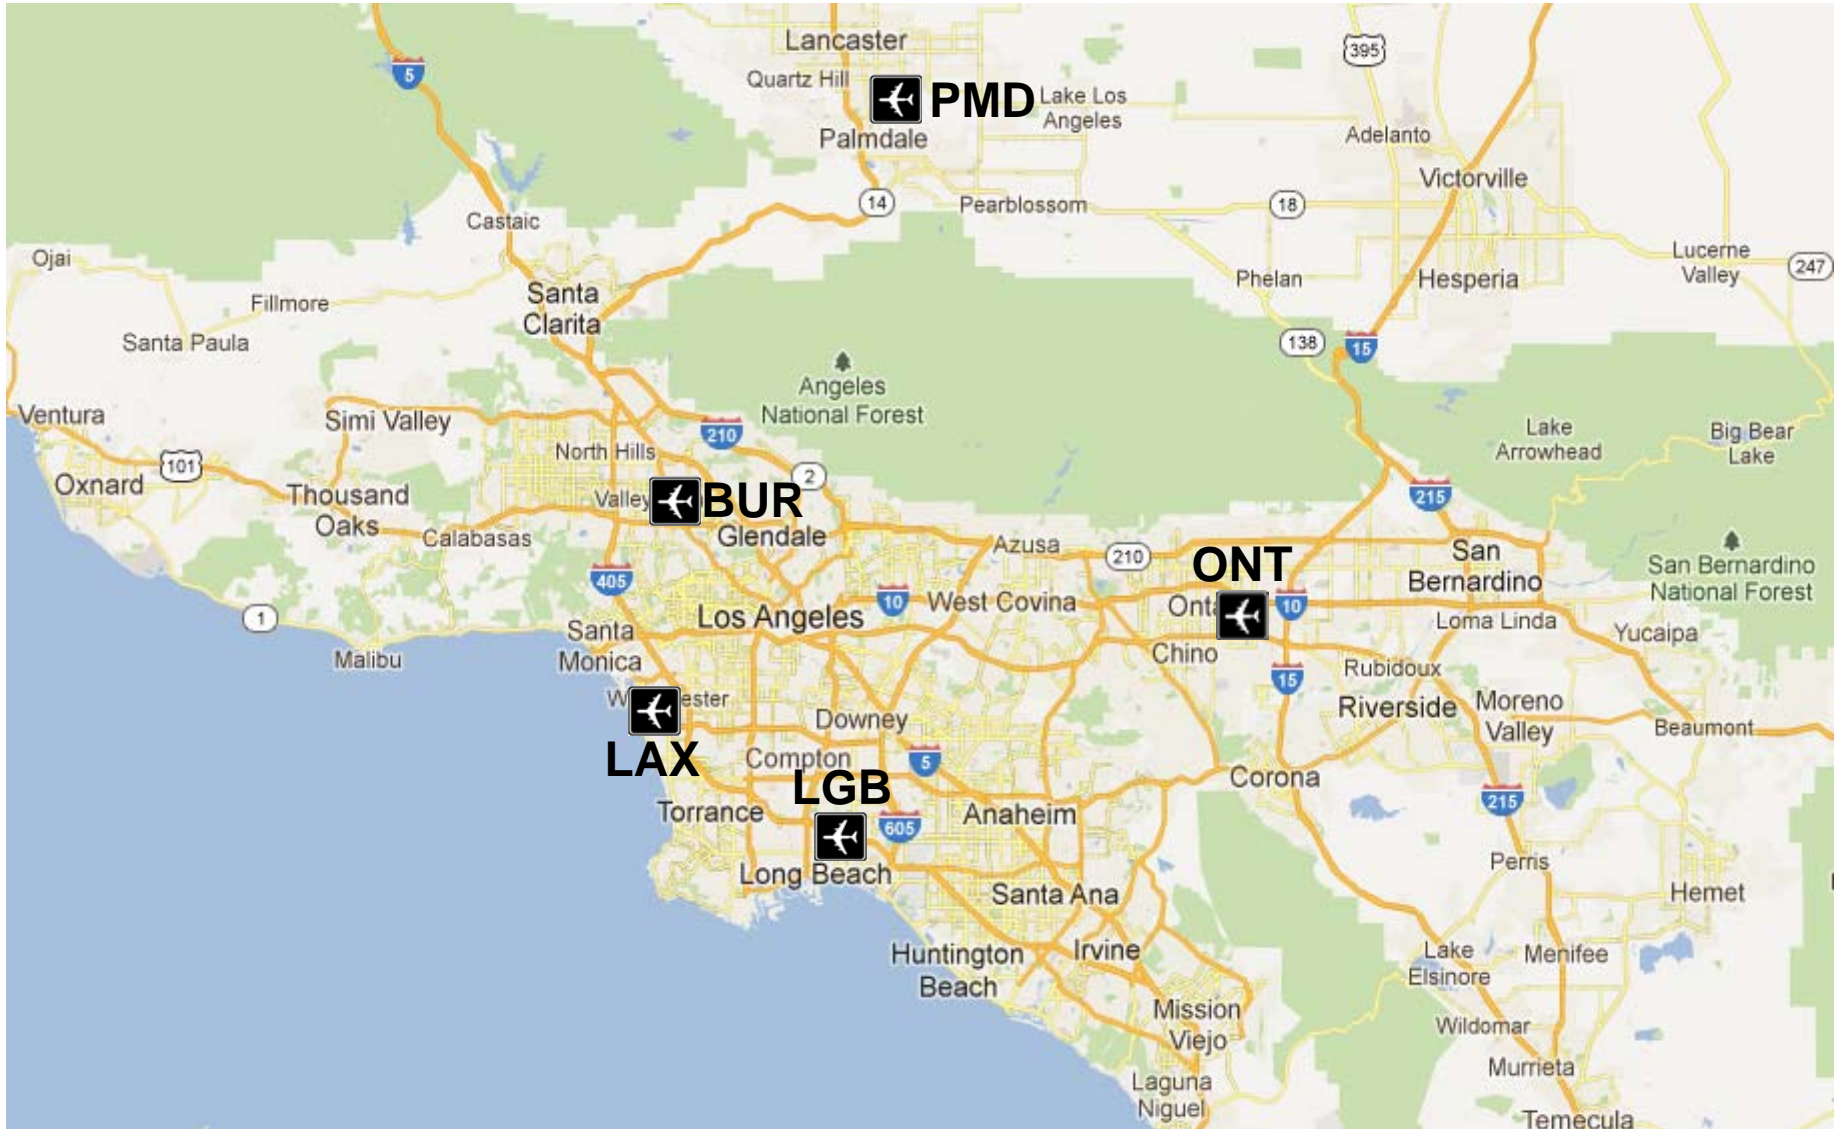 Lancaster
395
5
Quartz Hill
PMD
Lake Los
Angeles
Palmdale
Adelanto
Victorville
14
Pearblossom
18
Castaic
Ojai
Lucerne
Valley
247
Phelan
Hesperia
Fillmore
Santa
Clarita
Santa Paula
138
15
Angeles
National Forest
Ventura
Simi Valley
210
Lake
Arrowhead
Big Bear
Lake
North Hills
101
2
Oxnard
Thousand
Oaks
Valley
BUR
215
Calabasas
Glendale
Azusa
210
ONT
San
Bernardino
San Bernardino
National Forest
405
10
West Covina
10
Los Angeles
1
Santa
Monica
Loma Linda
Yucaipa
Malibu
Chino
Rubidoux
15
Riverside
Moreno
Valley
Downey
Beaumont
LAX
Compton
5
LGB
Corona
Torrance
Anaheim
215
605
Long Beach
Perris
Santa Ana
Hemet
Huntington
Beach
Irvine
Lake
Elsinore
Menifee
Mission
Viejo
Wildomar
Murrieta
Laguna
Niguel
Temecula